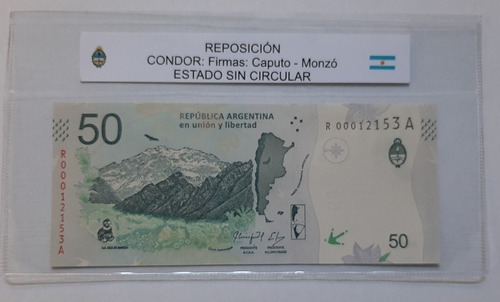 REPOSICIÓN
CONDOR: Firmas: Caputo - Monzó
ESTADO SIN CIRCULAR
50
REPÚBLICA ARGENTINA
en unión y libertad
R 00012153 A
R00012153A
50